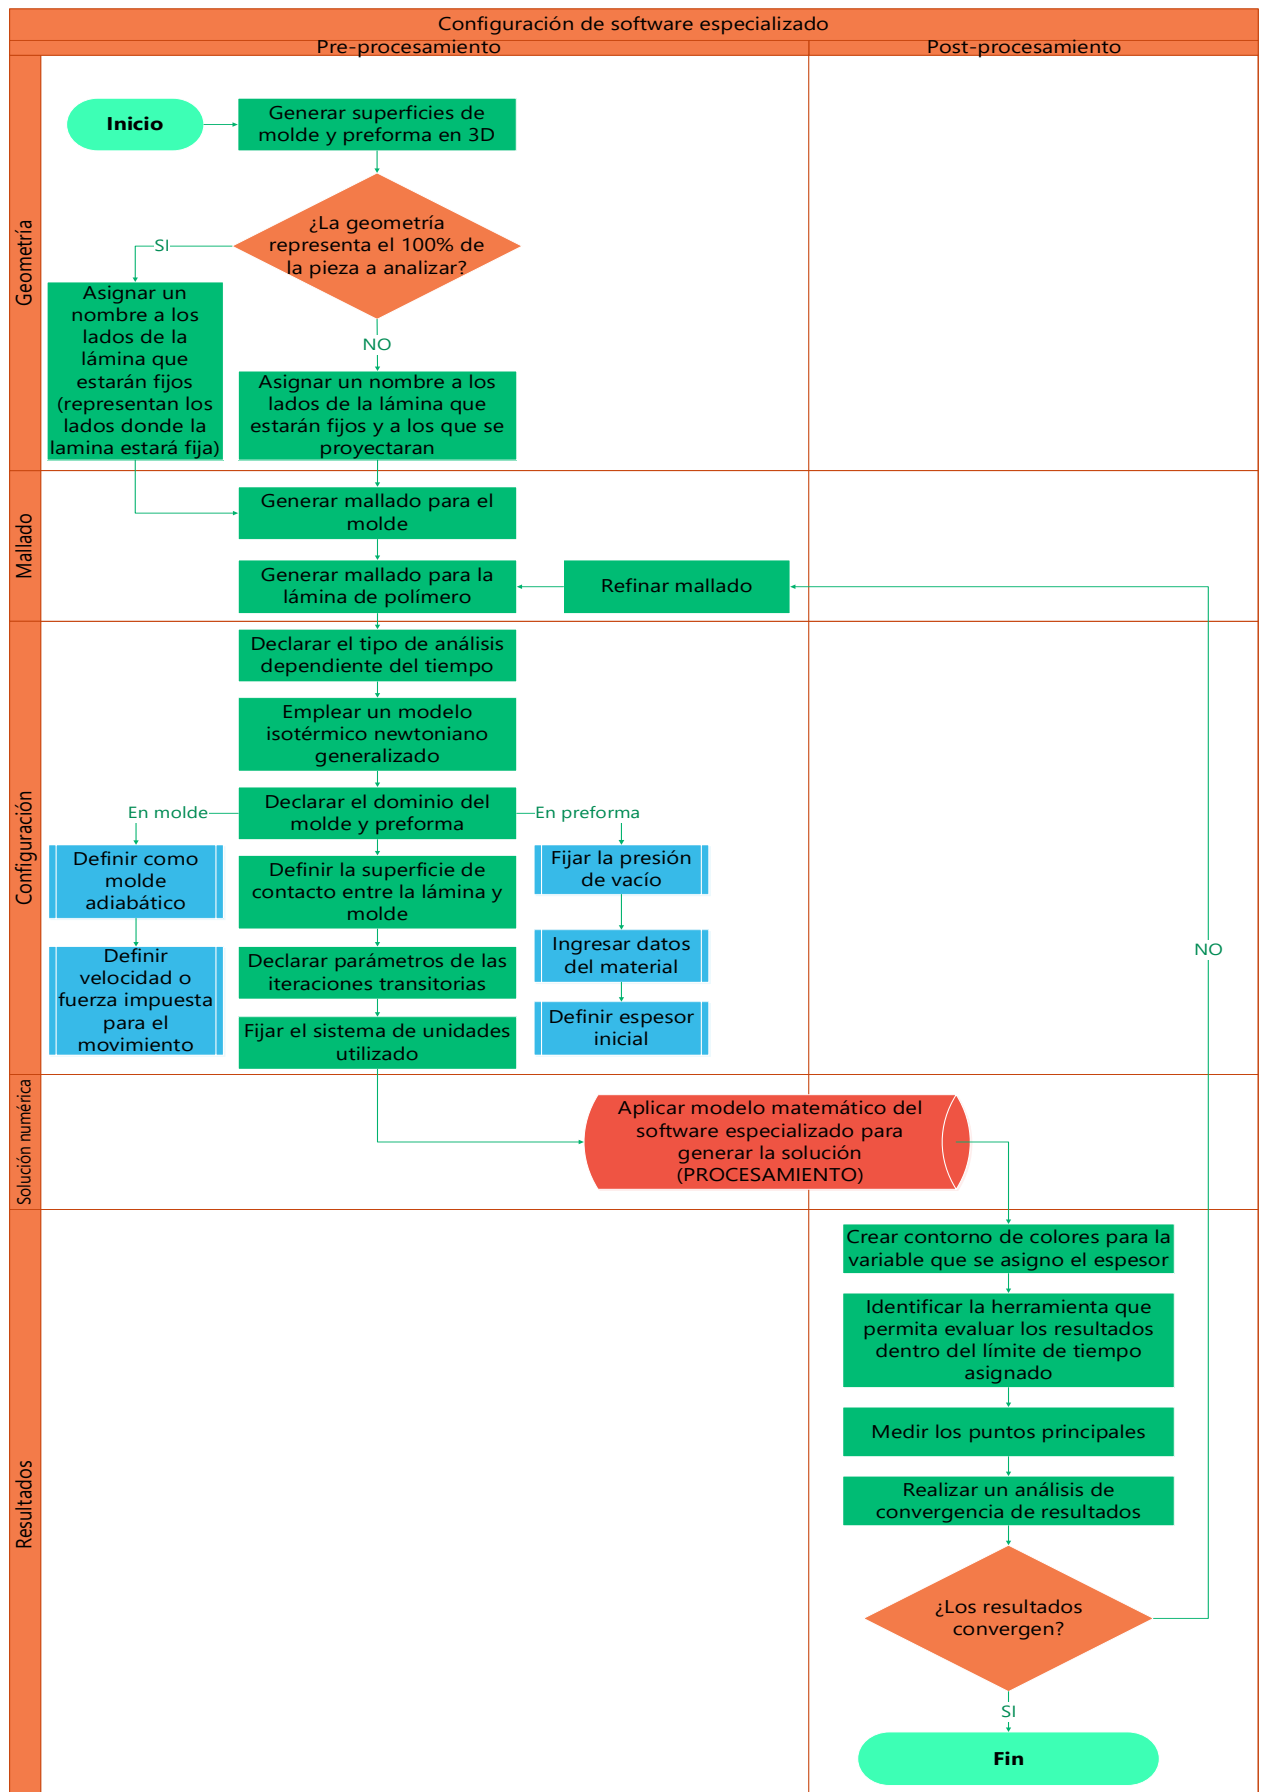 Configuración de software especializado
Pre-procesamiento
Post-procesamiento
Geometría
Inicio
Generar superficies de
molde y preforma en 3D
¿La geometría
representa el 100% de
la pieza a analizar?
SI
NO
Asignar un
nombre a los
lados de la
lámina que
estarán fijos
(representan los
lados donde la
lamina estará fija)
Asignar un nombre a los
lados de la lámina que
estarán fijos y a los que se
proyectaran
Mallado
Generar mallado para el
molde
Generar mallado para la
lámina de polímero
Refinar mallado
Configuración
Declarar el tipo de análisis
dependiente del tiempo
Emplear un modelo
isotérmico newtoniano
generalizado
En molde
Declarar el dominio del
molde y preforma
En preforma
Definir como
molde
adiabático
Definir la superficie de
contacto entre la lámina y
molde
Fijar la presión
de vacío
Definir
velocidad o
fuerza impuesta
para el
movimiento
Declarar parámetros de las
iteraciones transitorias
Ingresar datos
del material
Fijar el sistema de unidades
utilizado
Definir espesor
inicial
NO
Solución numérica
Aplicar modelo matemático del
software especializado para
generar la solución
(PROCESAMIENTO)
Resultados
Crear contorno de colores para la
variable que se asigno el espesor
Identificar la herramienta que
permita evaluar los resultados
dentro del límite de tiempo
asignado
Medir los puntos principales
Realizar un análisis de
convergencia de resultados
¿Los resultados
convergen?
SI
Fin